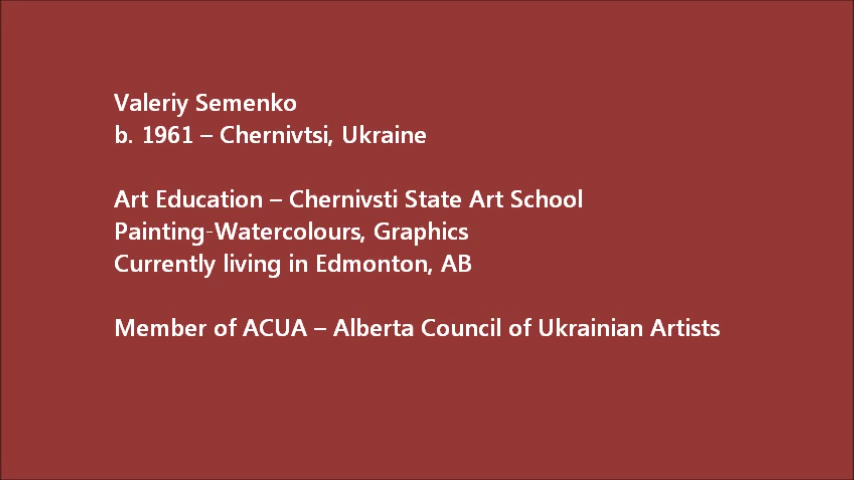 Valeriy Semenko
b. 1961 – Chernivtsi, Ukraine
Art Education – Chernivsti State Art School
Painting-Watercolours, Graphics
Currently living in Edmonton, AB
Member of ACUA – Alberta Council of Ukrainian Artists